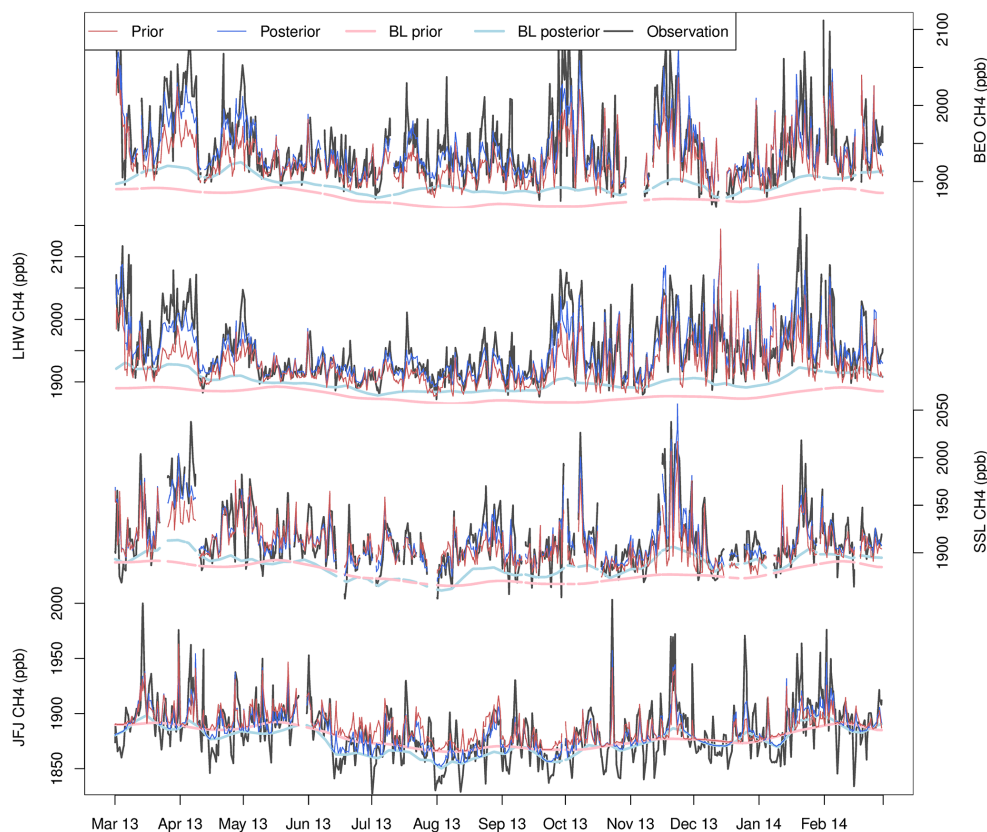 Prior Posterior BL prior BL posterior Observation
1900 2000 2100
BEO CH4 (ppb)
1900 2000 2100
LHW CH4 (ppb)
1900 1950 2000 2050
SSL CH4 (ppb)
1850 1900 1950 2000
JFJ CH4 (ppb)
Mar 13 Apr 13 May 13 Jun 13 Jul 13 Aug 13 Sep 13 Oct 13 Nov 13 Dec 13 Jan 14 Feb 14